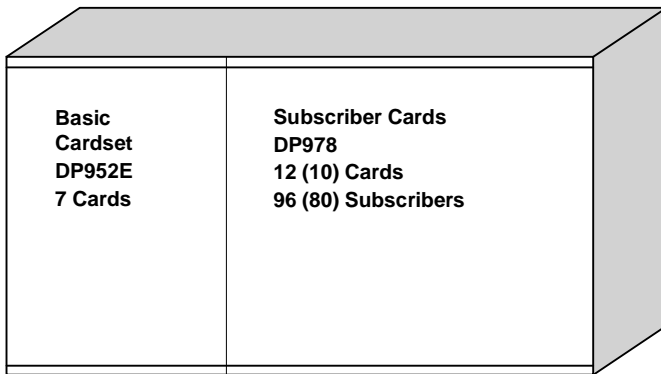 Basic
Cardset
DP952E
7 Cards
Subscriber Cards
DP978
12 (10) Cards
96 (80) Subscribers